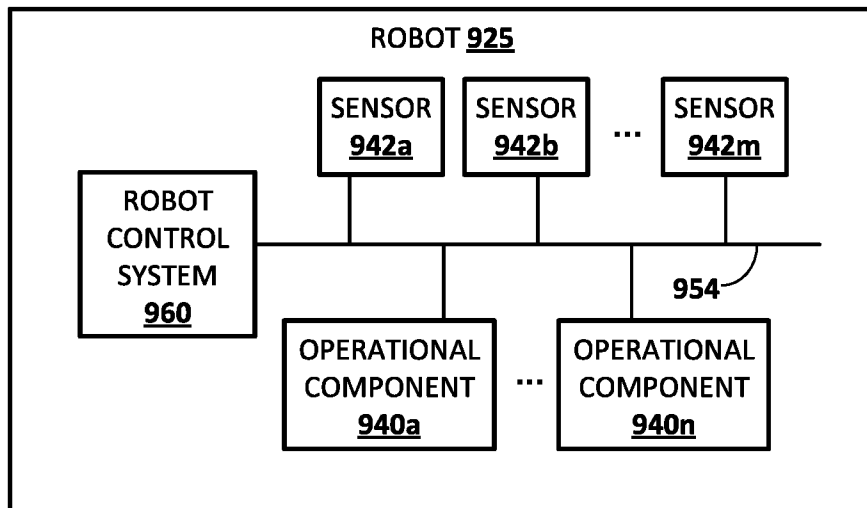 ROBOT 925
SENSOR
942a
SENSOR
942b
...
SENSOR
942m
ROBOT
CONTROL
SYSTEM
960
954
OPERATIONAL
COMPONENT
940a
...
OPERATIONAL
COMPONENT
940n